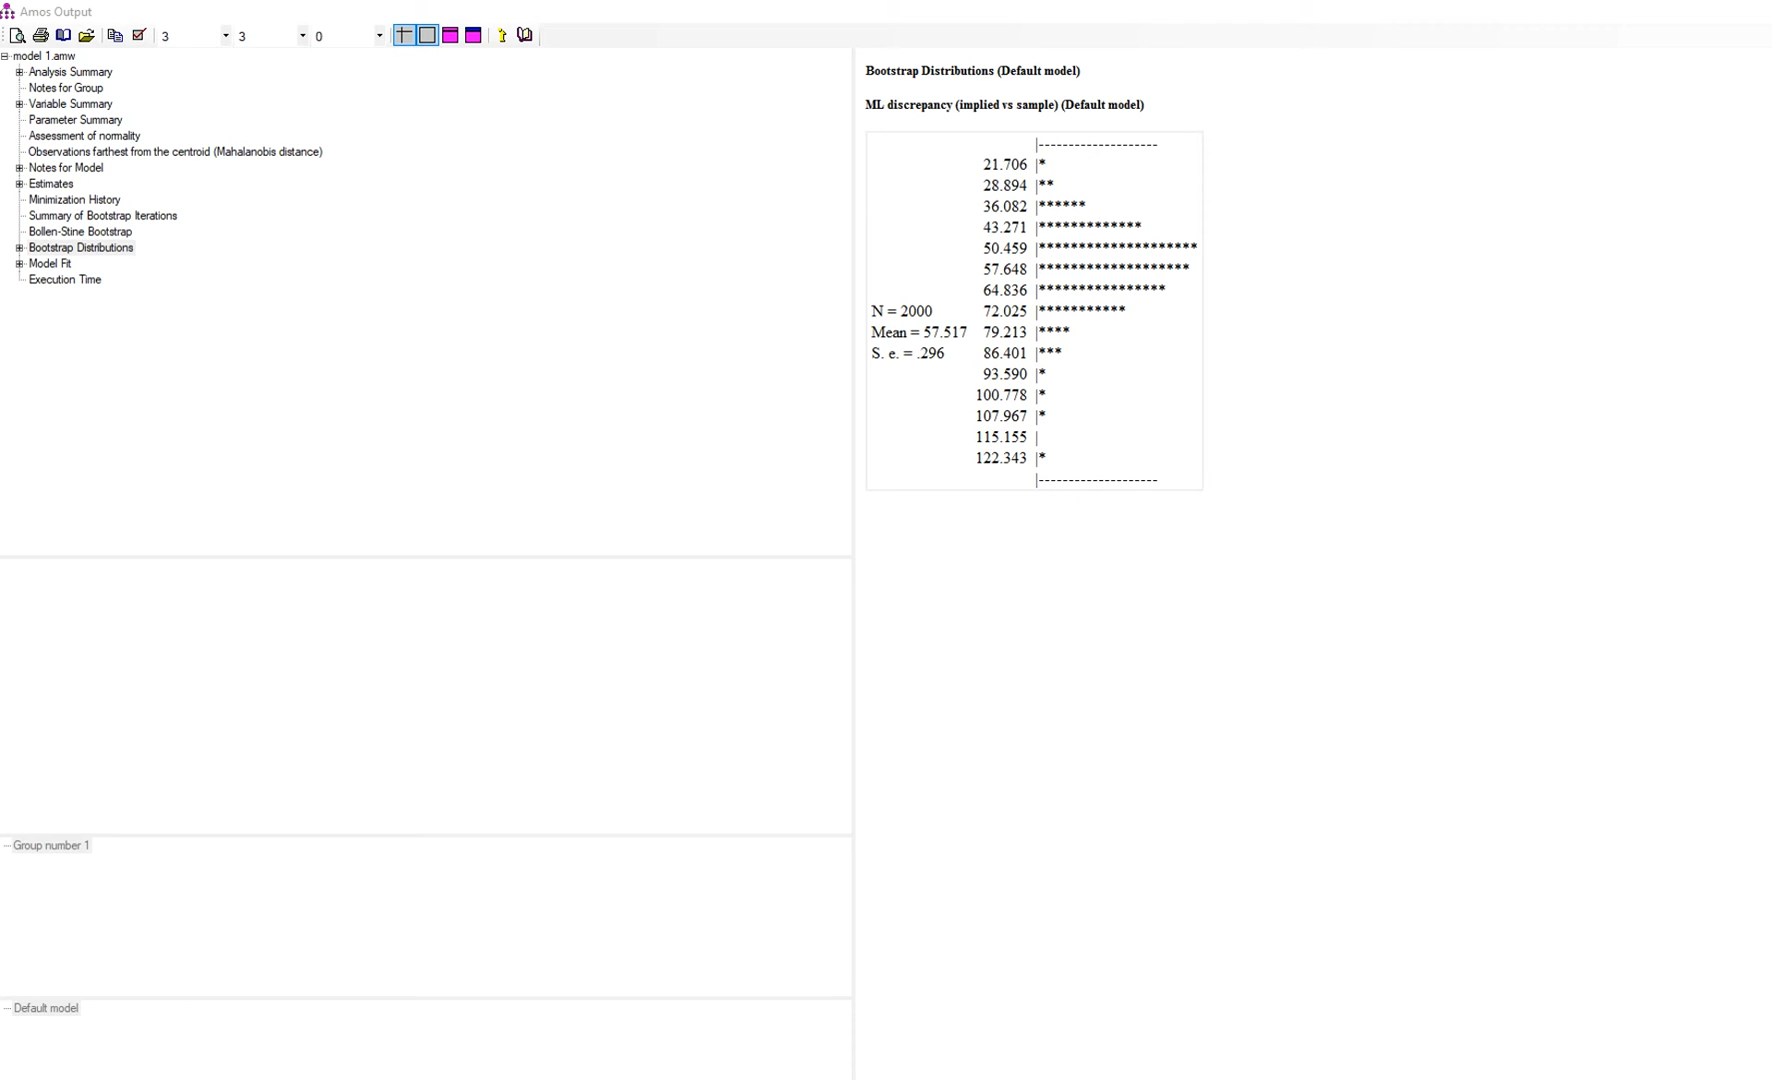 Amos Output
3 3 0
model 1.amw
Analysis Summary
Notes for Group
Variable Summary
Parameter Summary
Assessment of normality
Observations farthest from the centroid (Mahalanobis distance)
Notes for Model
Estimates
Minimization History
Summary of Bootstrap Iterations
Bollen-Stine Bootstrap
Bootstrap Distributions
Model Fit
Execution Time
Group number 1
Default model
Bootstrap Distributions (Default model)
ML discrepancy (implied vs sample) (Default model)
|--------------------
21.706 |*
28.894 |**
36.082 |******
43.271 |*************
50.459 |********************
57.648 |*******************
64.836 |****************
N = 2000 72.025 |***********
Mean = 57.517 79.213 |****
S. e. = .296 86.401 |***
93.590 |*
100.778 |*
107.967 |*
115.155 |
122.343 |*
|--------------------